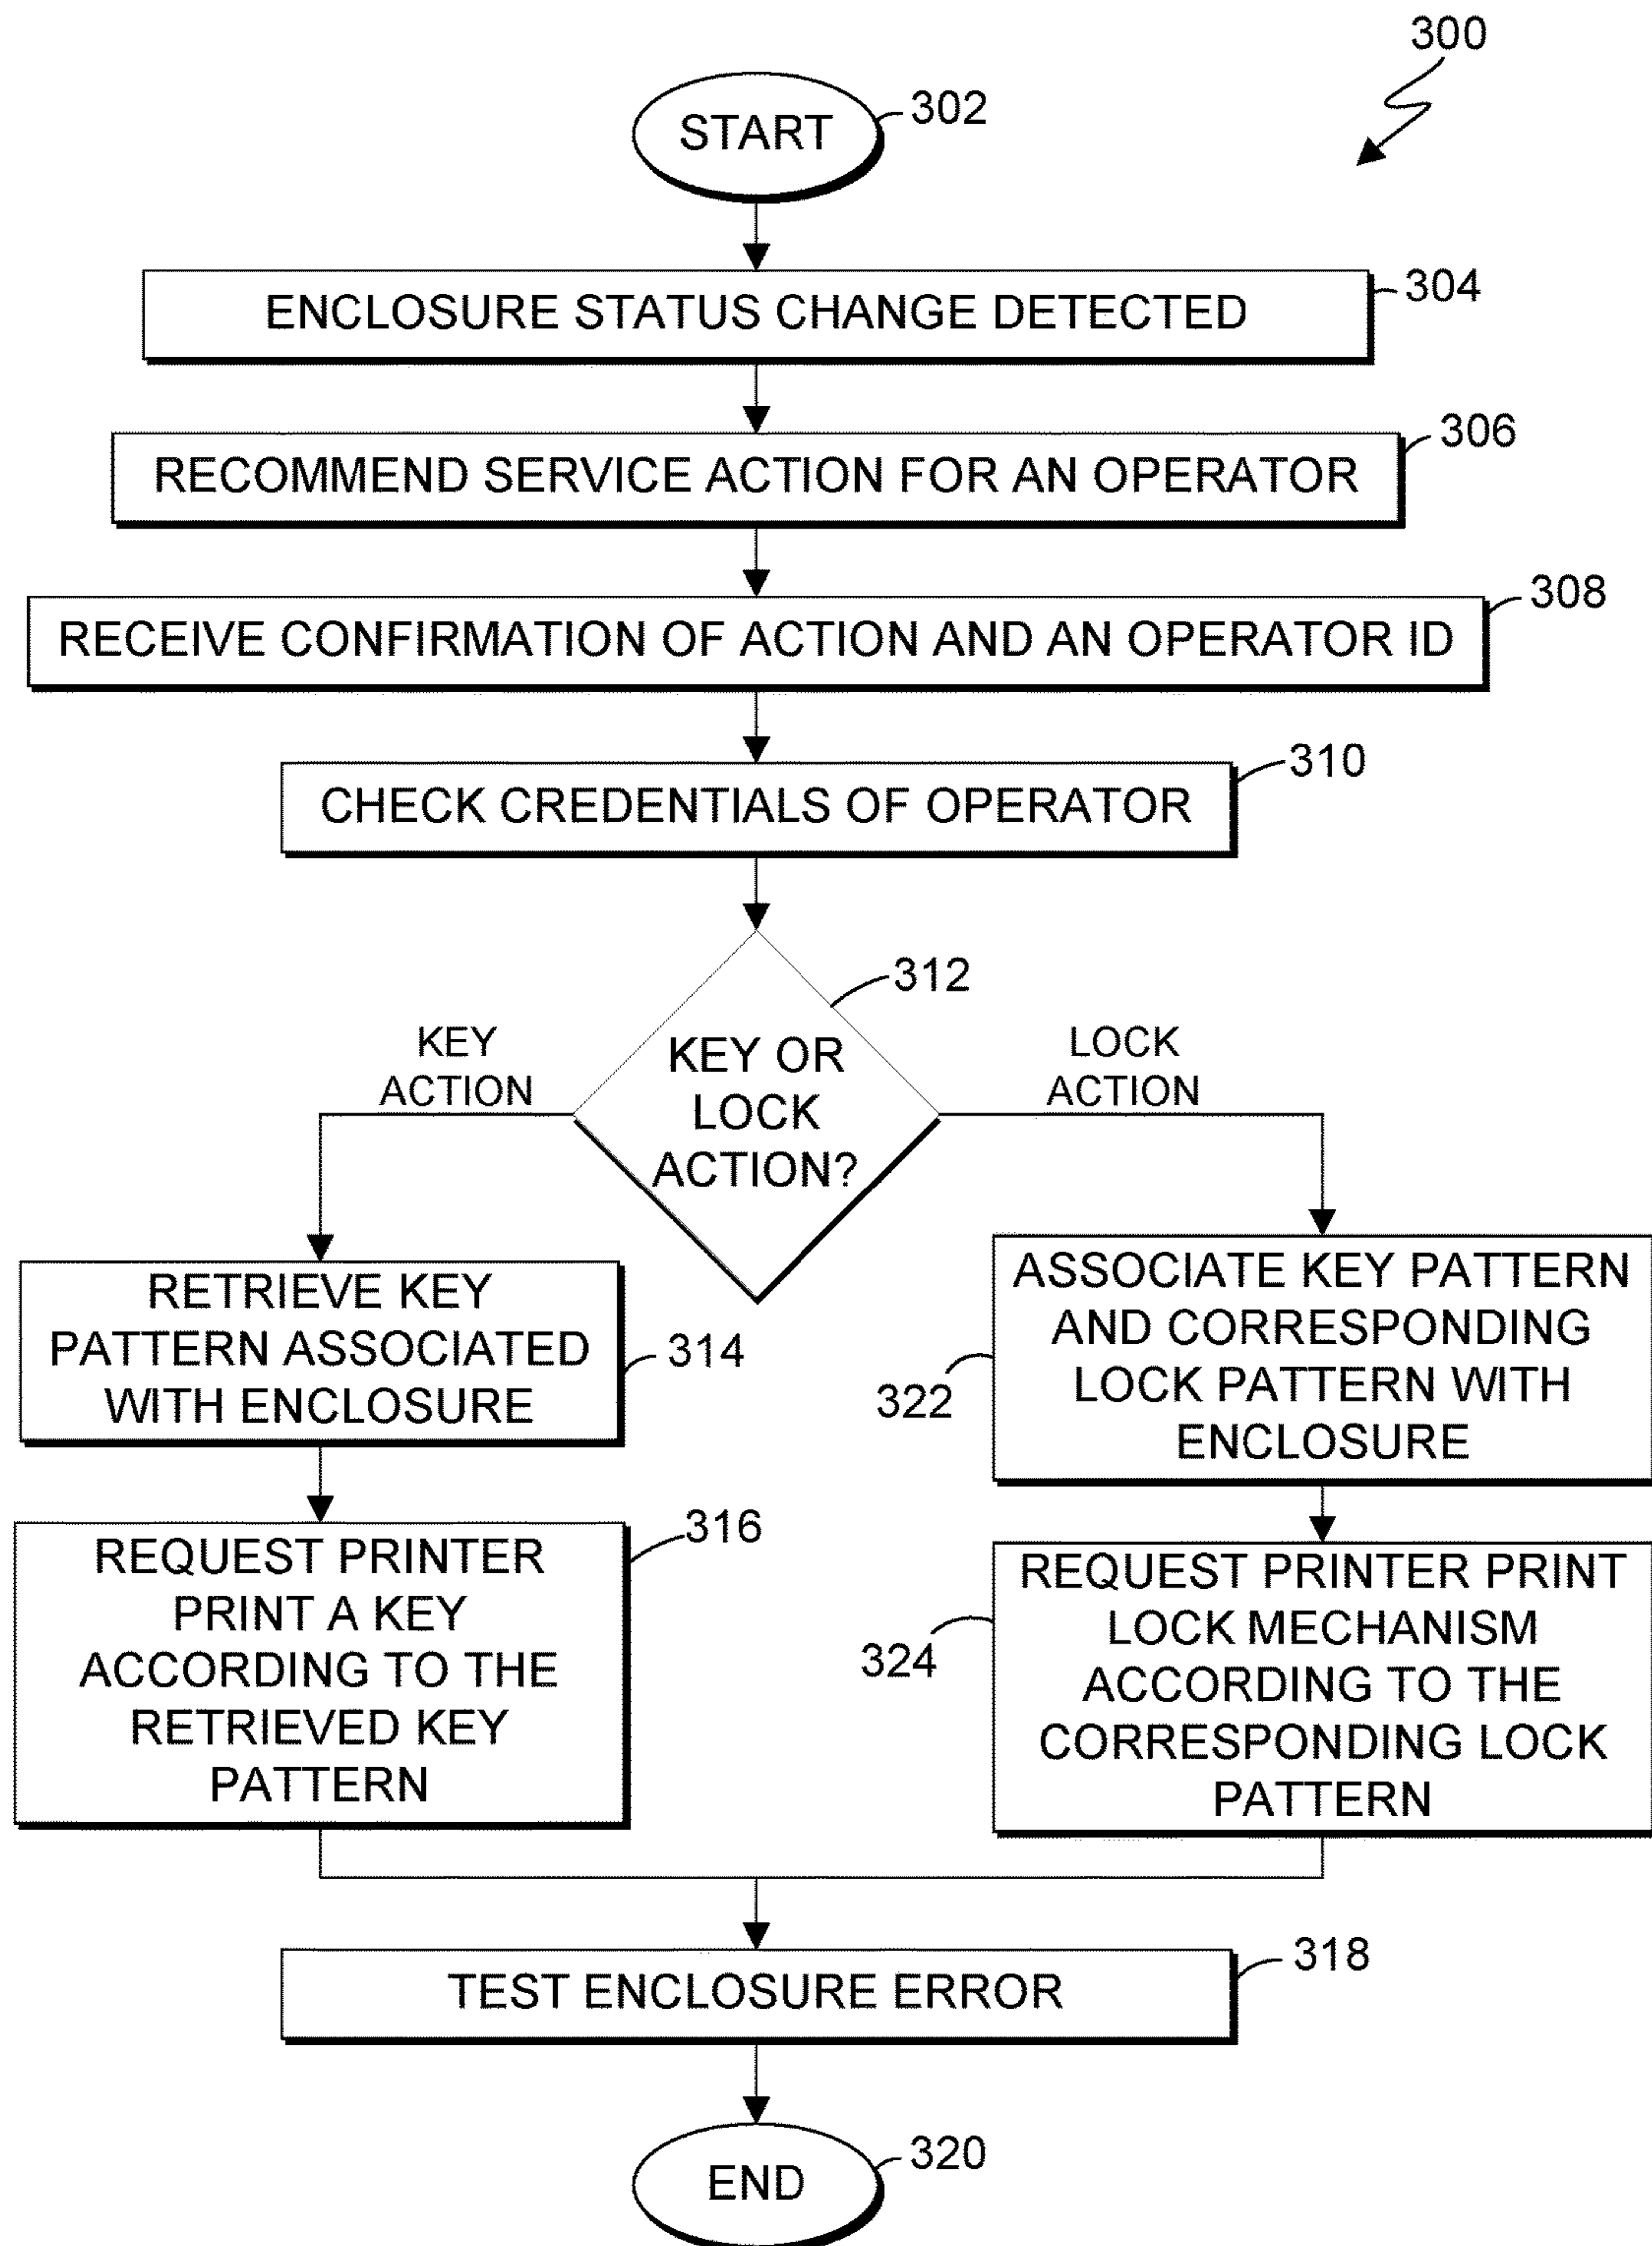 300
START
302
ENCLOSURE STATUS CHANGE DETECTED
304
RECOMMEND SERVICE ACTION FOR AN OPERATOR
306
RECEIVE CONFIRMATION OF ACTION AND AN OPERATOR ID
308
CHECK CREDENTIALS OF OPERATOR
310
312
KEY OR
LOCK
ACTION?
KEY
ACTION
LOCK
ACTION
RETRIEVE KEY
PATTERN ASSOCIATED
WITH ENCLOSURE
314
ASSOCIATE KEY PATTERN
AND CORRESPONDING
LOCK PATTERN WITH
ENCLOSURE
322
REQUEST PRINTER
PRINT A KEY
ACCORDING TO THE
RETRIEVED KEY
PATTERN
316
REQUEST PRINTER PRINT
LOCK MECHANISM
ACCORDING TO THE
CORRESPONDING LOCK
PATTERN
324
TEST ENCLOSURE ERROR
318
END
320